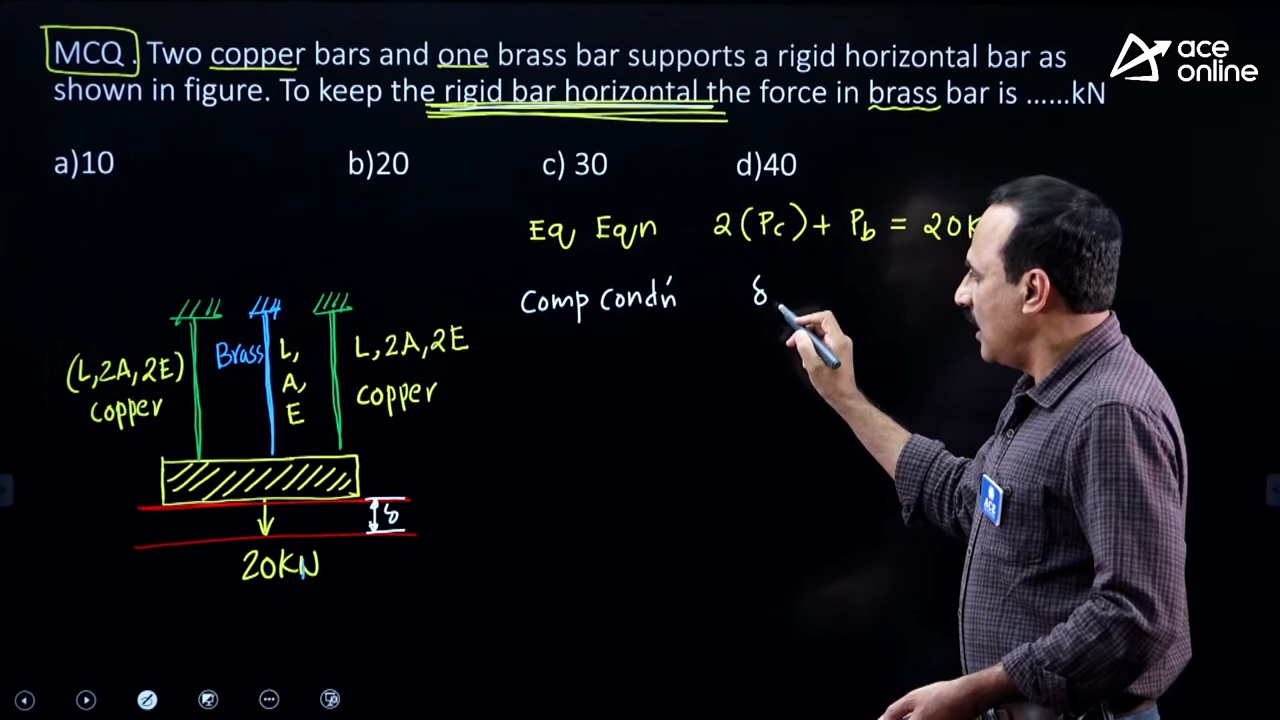 MCQ. Two copper bars and one brass bar supports a rigid horizontal bar as
shown in figure. To keep the rigid bar horizontal the force in brass bar is ......kN
ace
online
a)10 b)20 c) 30 d)40
Eq Eqn 2(Pc) + Pb = 20K
Comp Condń δ
(L,2A,2E)
copper
Brass
L,
A,
E
L,2A,2E
copper
δ
20KN
ACE